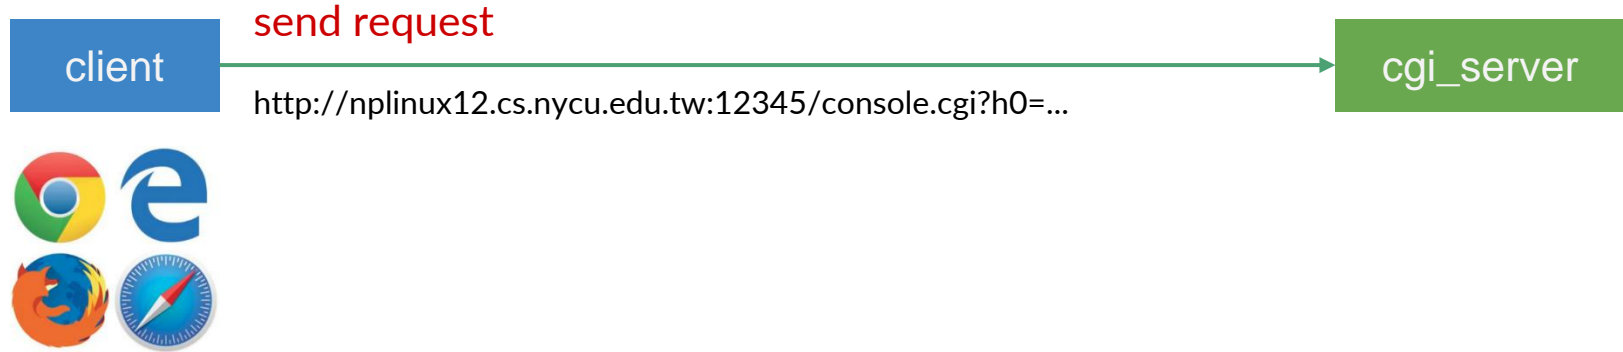 send request
client
cgi_server
http://nplinux12.cs.nycu.edu.tw:12345/console.cgi?h0=...